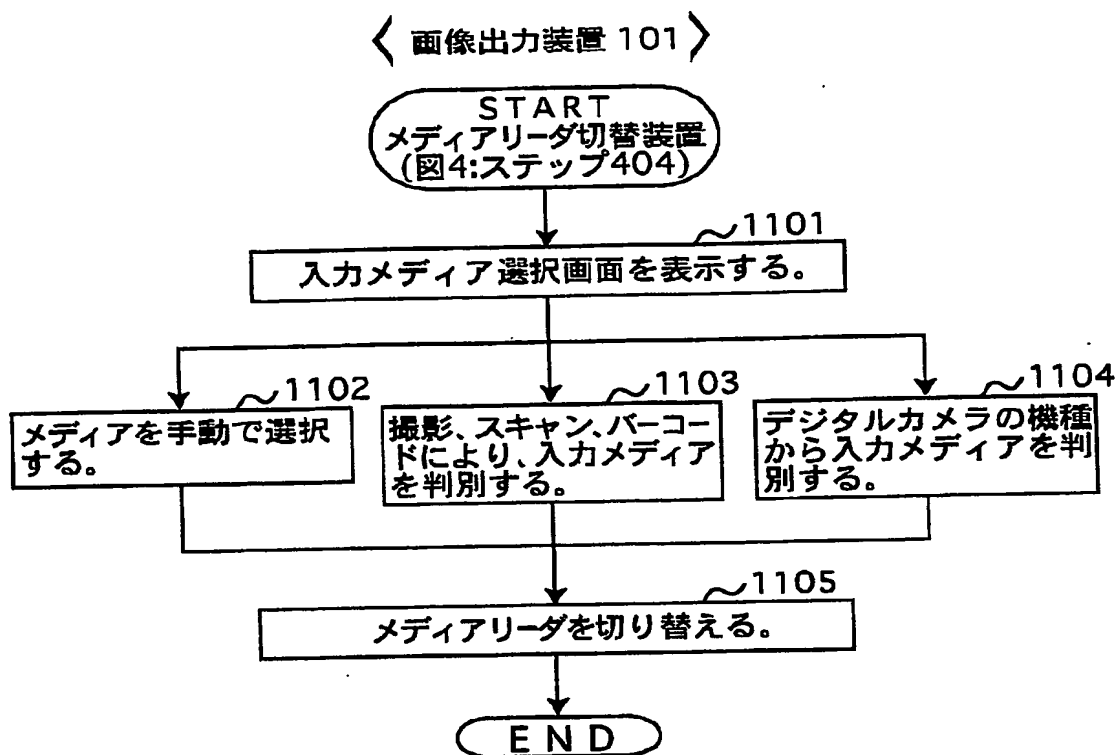 〈 画像出力装置 101 〉
START
メディアリーダ切替装置
(図4:ステップ404)
1101
入力メディア選択画面を表示する。
1102
メディアを手動で選択
する。
1103
撮影、スキャン、バーコー
ドにより、入力メディア
を判別する。
1104
デジタルカメラの機種
から入力メディアを判
別する。
1105
メディアリーダを切り替える。
END